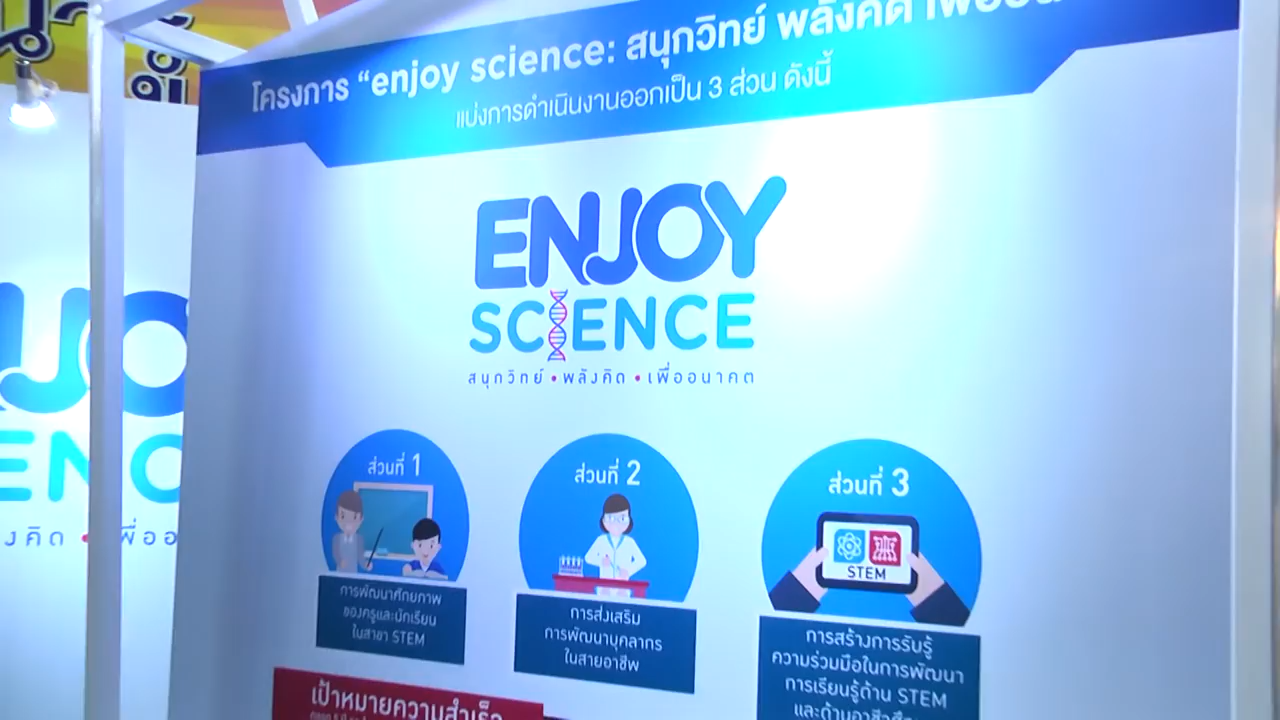 โครงการ “enjoy science: สนุกวิทย์ พลังคิด เพื่ออน
แบ่งการดำเนินงานออกเป็น 3 ส่วน ดังนี้
ENJOY
SCIENCE
สนุกวิทย์ • พลังคิด • เพื่ออนาคต
ส่วนที่ 1
การพัฒนาศักยภาพ
ของครูและนักเรียน
ในสาขา STEM
ส่วนที่ 2
การส่งเสริม
การพัฒนาบุคลากร
ในสายอาชีพ
ส่วนที่ 3
STEM
การสร้างการรับรู้
ความร่วมมือในการพัฒนา
การเรียนรู้ด้าน STEM
เป้าหมายความสำเร็จ